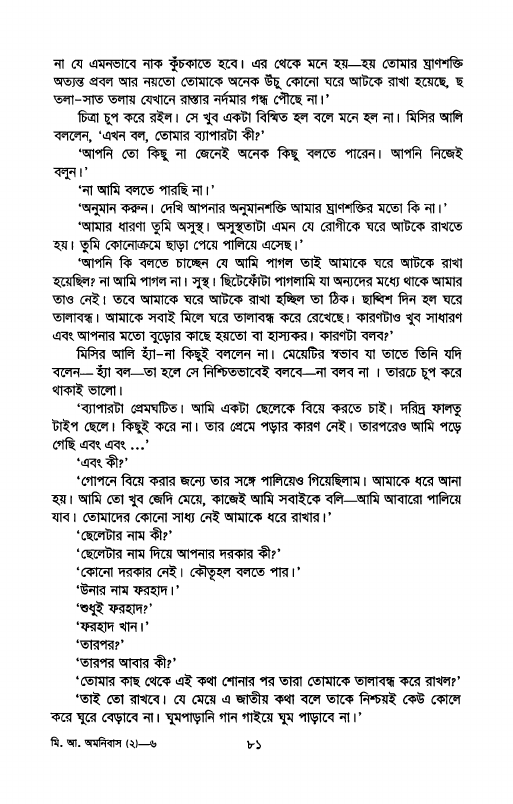 না যে এমনভাবে নাক কুঁচকাতে হবে। এর থেকে মনে হয়—হয় তোমার ঘ্রাণশক্তি
অত্যন্ত প্রবল আর নয়তো তোমাকে অনেক উঁচু কোনো ঘরে আটকে রাখা হয়েছে, ছ
তলা-সাত তলায় যেখানে রাস্তার নর্দমার গন্ধ পৌছে না।'
চিত্রা চুপ করে রইল। সে খুব একটা বিস্মিত হল বলে মনে হল না। মিসির আলি
বললেন, ‘এখন বল, তোমার ব্যাপারটা কী?’
‘আপনি তো কিছু না জেনেই অনেক কিছু বলতে পারেন। আপনি নিজেই
বলুন।’
‘না আমি বলতে পারছি না।’
‘অনুমান করুন। দেখি আপনার অনুমানশক্তি আমার ঘ্রাণশক্তির মতো কি না।’
‘আমার ধারণা তুমি অসুস্থ। অসুস্থতাটা এমন যে রোগীকে ঘরে আটকে রাখতে
হয়। তুমি কোনোক্রমে ছাড়া পেয়ে পালিয়ে এসেছ।’
‘আপনি কি বলতে চাচ্ছেন যে আমি পাগল তাই আমাকে ঘরে আটকে রাখা
হয়েছিল? না আমি পাগল না। সুস্থ। ছিটেফোঁটা পাগলামি যা অন্যদের মধ্যে থাকে আমার
তাও নেই। তবে আমাকে ঘরে আটকে রাখা হচ্ছিল তা ঠিক। ছাব্বিশ দিন হল ঘরে
তালাবন্ধ। আমাকে সবাই মিলে ঘরে তালাবন্ধ করে রেখেছে। কারণটাও খুব সাধারণ
এবং আপনার মতো বুড়োর কাছে হয়তো বা হাস্যকর। কারণটা বলব?’
মিসির আলি হ্যাঁ-না কিছুই বললেন না। মেয়েটির স্বভাব যা তাতে তিনি যদি
বলেন— হ্যাঁ বল—তা হলে সে নিশ্চিতভাবেই বলবে—না বলব না । তারচে চুপ করে
থাকাই ভালো।
‘ব্যাপারটা প্রেমঘটিত। আমি একটা ছেলেকে বিয়ে করতে চাই। দরিদ্র ফালতু
টাইপ ছেলে। কিছুই করে না। তার প্রেমে পড়ার কারণ নেই। তারপরেও আমি পড়ে
গেছি এবং এবং ...’
‘এবং কী?’
‘গোপনে বিয়ে করার জন্যে তার সঙ্গে পালিয়েও গিয়েছিলাম। আমাকে ধরে আনা
হয়। আমি তো খুব জেদি মেয়ে, কাজেই আমি সবাইকে বলি—আমি আবারো পালিয়ে
যাব। তোমাদের কোনো সাধ্য নেই আমাকে ধরে রাখার।’
‘ছেলেটার নাম কী?’
‘ছেলেটার নাম দিয়ে আপনার দরকার কী?’
‘কোনো দরকার নেই। কৌতূহল বলতে পার।’
‘উনার নাম ফরহাদ।’
‘শুধুই ফরহাদ?’
‘ফরহাদ খান।’
‘তারপর?’
‘তারপর আবার কী?’
‘তোমার কাছ থেকে এই কথা শোনার পর তারা তোমাকে তালাবন্ধ করে রাখল?’
‘তাই তো রাখবে। যে মেয়ে এ জাতীয় কথা বলে তাকে নিশ্চয়ই কেউ কোলে
করে ঘুরে বেড়াবে না। ঘুমপাড়ানি গান গাইয়ে ঘুম পাড়াবে না।’
মি. আ. অমনিবাস (২)—৬
৮১